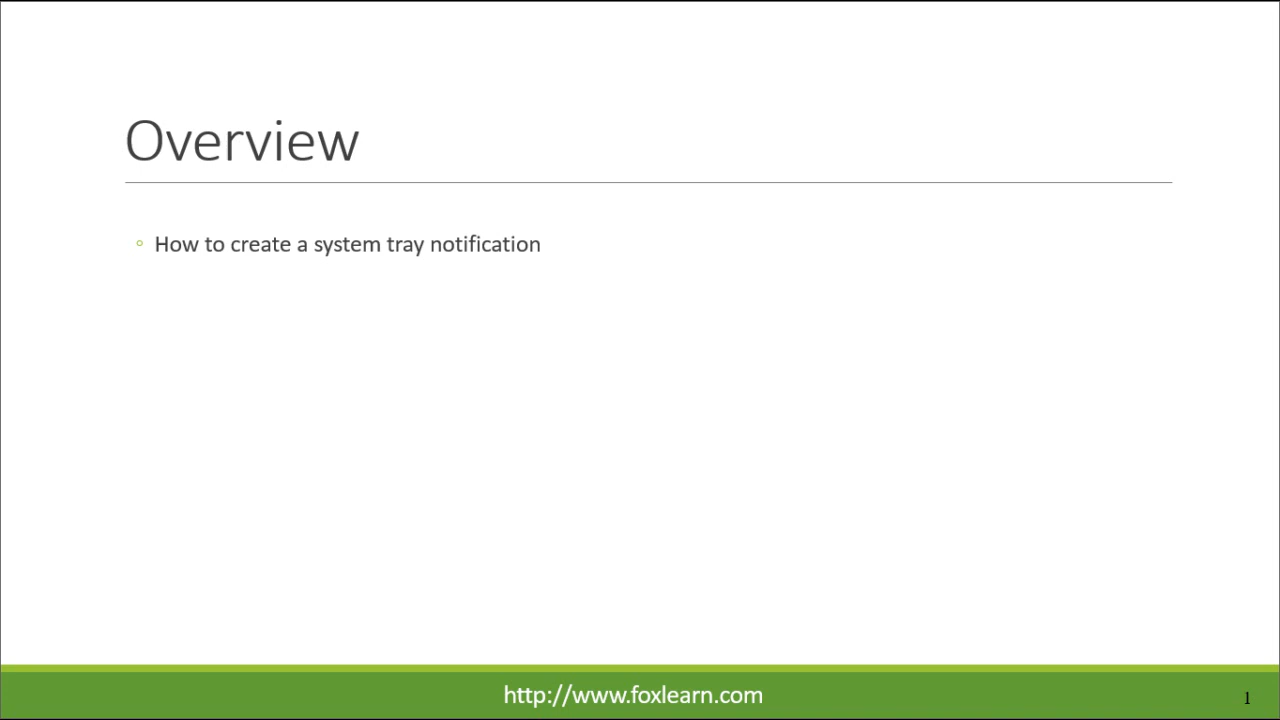 Overview
◦ How to create a system tray notification
http://www.foxlearn.com
1